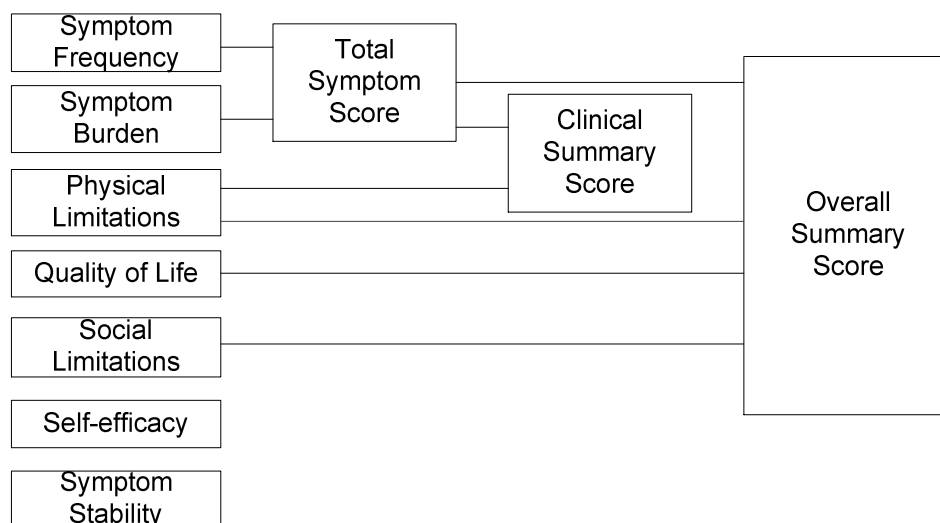 Symptom
Frequency
Symptom
Burden
Physical
Limitations
Quality of Life
Social
Limitations
Self-efficacy
Symptom
Stability
Total
Symptom
Score
Clinical
Summary
Score
Overall
Summary
Score